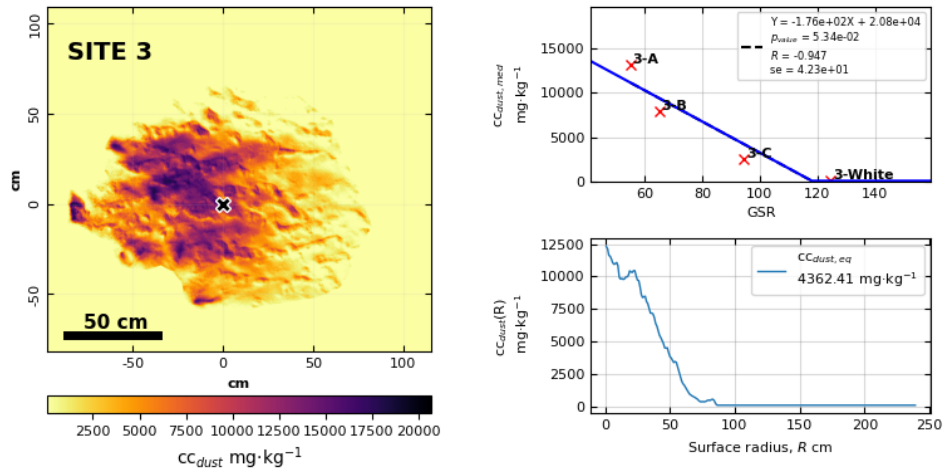 SITE 3
100
50
0
-50
cm
50 cm
-50
0
50
100
cm
2500
5000
7500
10000
12500
15000
17500
20000
cc_dust mg·kg⁻¹
Y = -1.76e+02X + 2.08e+04
p_value = 5.34e-02
R = -0.947
se = 4.23e+01
15000
10000
5000
0
cc_dust,med
mg·kg⁻¹
3-A
3-B
3-C
3-White
60
80
100
120
140
GSR
12500
10000
7500
5000
2500
0
cc_dust(R)
mg·kg⁻¹
cc_dust,eq
4362.41 mg·kg⁻¹
0
50
100
150
200
250
Surface radius, R cm